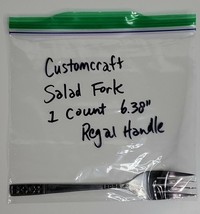 Customcraft
Salad Fork
1 Count 6.38"
Regal Handle